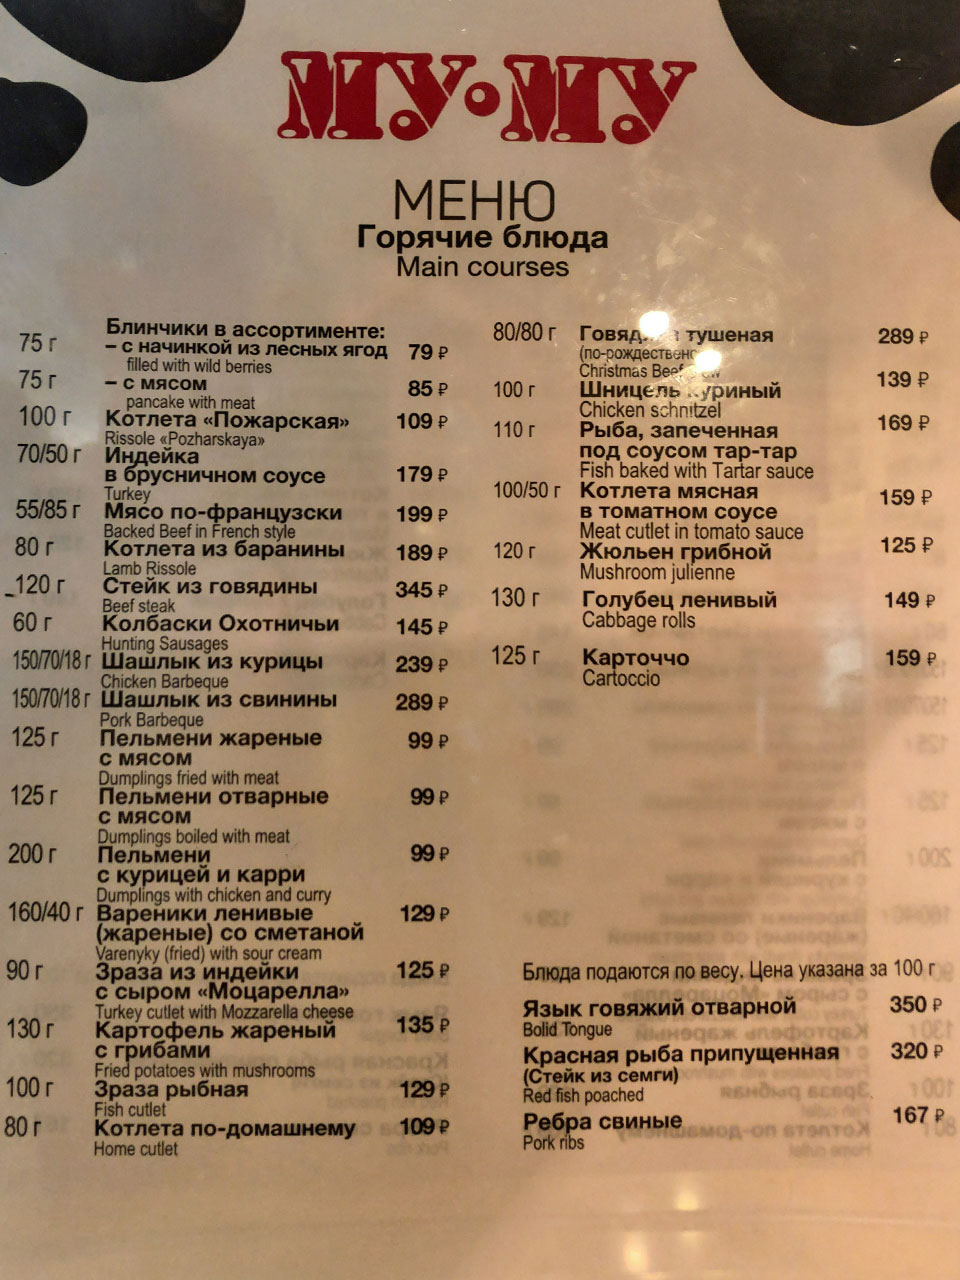 МУ-МУ
МЕНЮ
Горячие блюда
Main courses
Блинчики в ассортименте:
75 г – с начинкой из лесных ягод 79 ₽
filled with wild berries
75 г – с мясом 85 ₽
pancake with meat
100 г Котлета «Пожарская» 109 ₽
Rissole «Pozharskaya»
70/50 г Индейка
в брусничном соусе 179 ₽
Turkey
55/85 г Мясо по-французски 199 ₽
Backed Beef in French style
80 г Котлета из баранины 189 ₽
Lamb Rissole
120 г Стейк из говядины 345 ₽
Beef steak
60 г Колбаски Охотничьи 145 ₽
Hunting Sausages
150/70/18 г Шашлык из курицы 239 ₽
Chicken Barbeque
150/70/18 г Шашлык из свинины 289 ₽
Pork Barbeque
125 г Пельмени жареные 99 ₽
с мясом
Dumplings fried with meat
125 г Пельмени отварные 99 ₽
с мясом
Dumplings boiled with meat
200 г Пельмени 99 ₽
с курицей и карри
Dumplings with chicken and curry
160/40 г Вареники ленивые 129 ₽
(жареные) со сметаной
Varenyky (fried) with sour cream
90 г Зраза из индейки 125 ₽
с сыром «Моцарелла»
Turkey cutlet with Mozzarella cheese
130 г Картофель жареный 135 ₽
с грибами
Fried potatoes with mushrooms
100 г Зраза рыбная 129 ₽
Fish cutlet
80 г Котлета по-домашнему 109 ₽
Home cutlet
80/80 г тушеная 289 ₽
Christmas Beef
100 г Шницель куриный 139 ₽
Chicken schnitzel
110 г Рыба, запеченная 169 ₽
под соусом тар-тар
Fish baked with Tartar sauce
100/50 г Котлета мясная 159 ₽
в томатном соусе
Meat cutlet in tomato sauce
120 г Жюльен грибной 125 ₽
Mushroom julienne
130 г Голубец ленивый 149 ₽
Cabbage rolls
125 г Карточчо 159 ₽
Cartoccio
Блюда подаются по весу. Цена указана за 100 г
Язык говяжий отварной 350 ₽
Bolid Tongue
Красная рыба припущенная 320 ₽
(Стейк из семги)
Red fish poached
Ребра свиные 167 ₽
Pork ribs